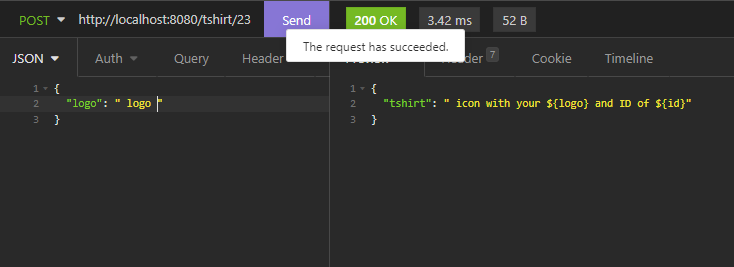 POST http://localhost:8080/tshirt/23 Send 200 OK 3.42 ms 52 B
The request has succeeded.
JSON Auth Query Header 7 Cookie Timeline
1 {
2 "logo": " logo "
3 }
1 {
2 "tshirt": " icon with your ${logo} and ID of ${id}"
3 }